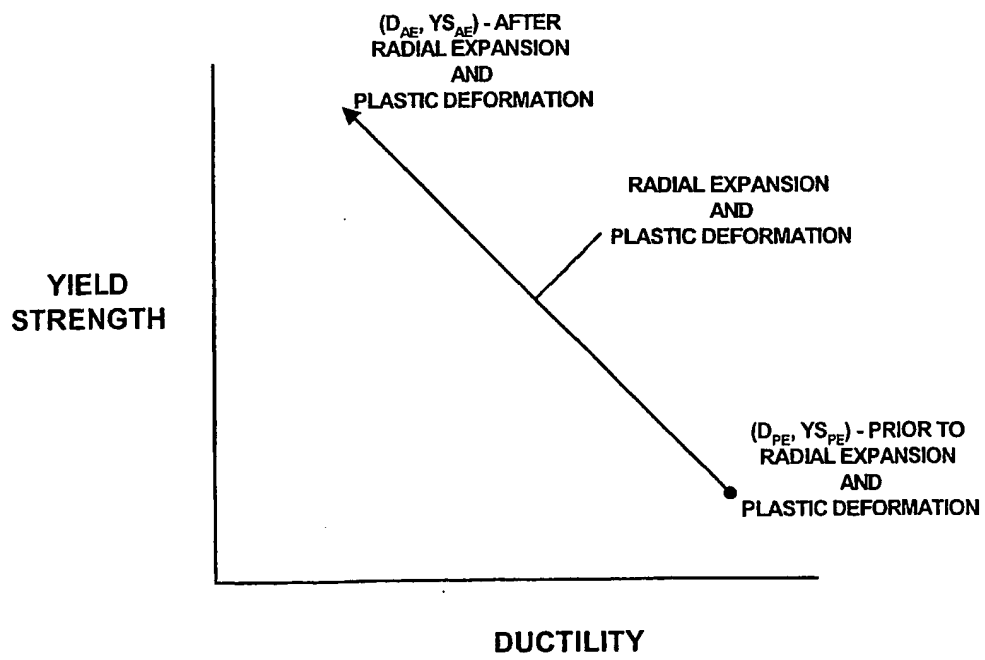 (D_AE, YS_AE) - AFTER
RADIAL EXPANSION
AND
PLASTIC DEFORMATION
RADIAL EXPANSION
AND
PLASTIC DEFORMATION
YIELD
STRENGTH
(D_PE, YS_PE) - PRIOR TO
RADIAL EXPANSION
AND
PLASTIC DEFORMATION
DUCTILITY